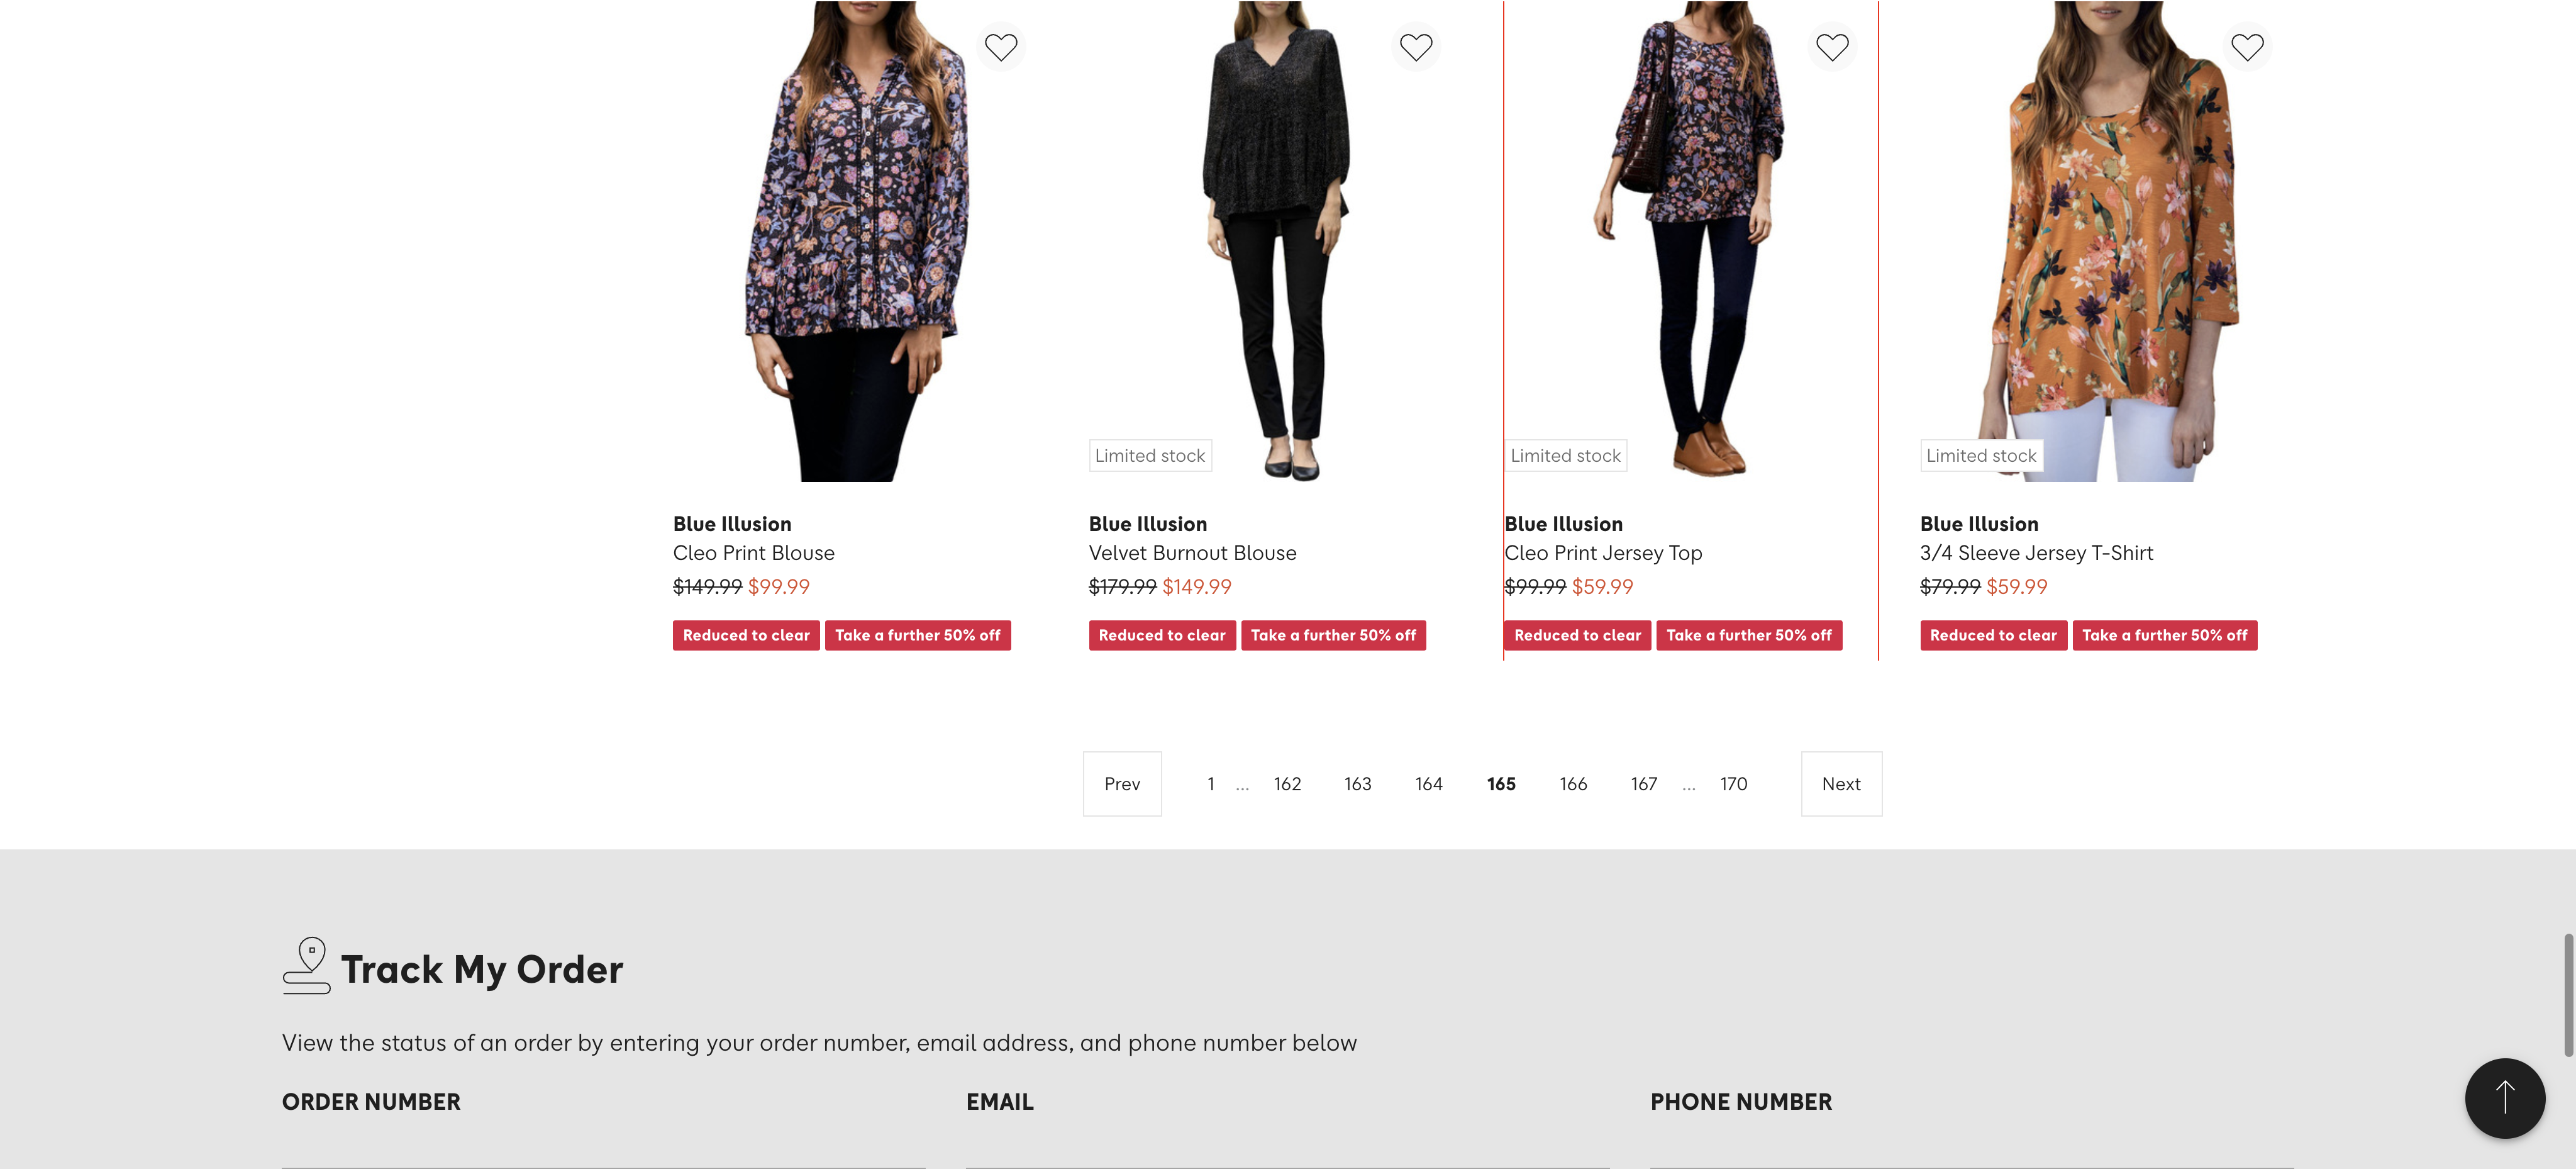 Limited stock
Limited stock
Limited stock
Blue Illusion
Cleo Print Blouse
$149.99 $99.99
Reduced to clear
Take a further 50% off
Blue Illusion
Velvet Burnout Blouse
$179.99 $149.99
Reduced to clear
Take a further 50% off
Blue Illusion
Cleo Print Jersey Top
$99.99 $59.99
Reduced to clear
Take a further 50% off
Blue Illusion
3/4 Sleeve Jersey T-Shirt
$79.99 $59.99
Reduced to clear
Take a further 50% off
Prev 1 ... 162 163 164 165 166 167 ... 170 Next
Track My Order
View the status of an order by entering your order number, email address, and phone number below
ORDER NUMBER
EMAIL
PHONE NUMBER